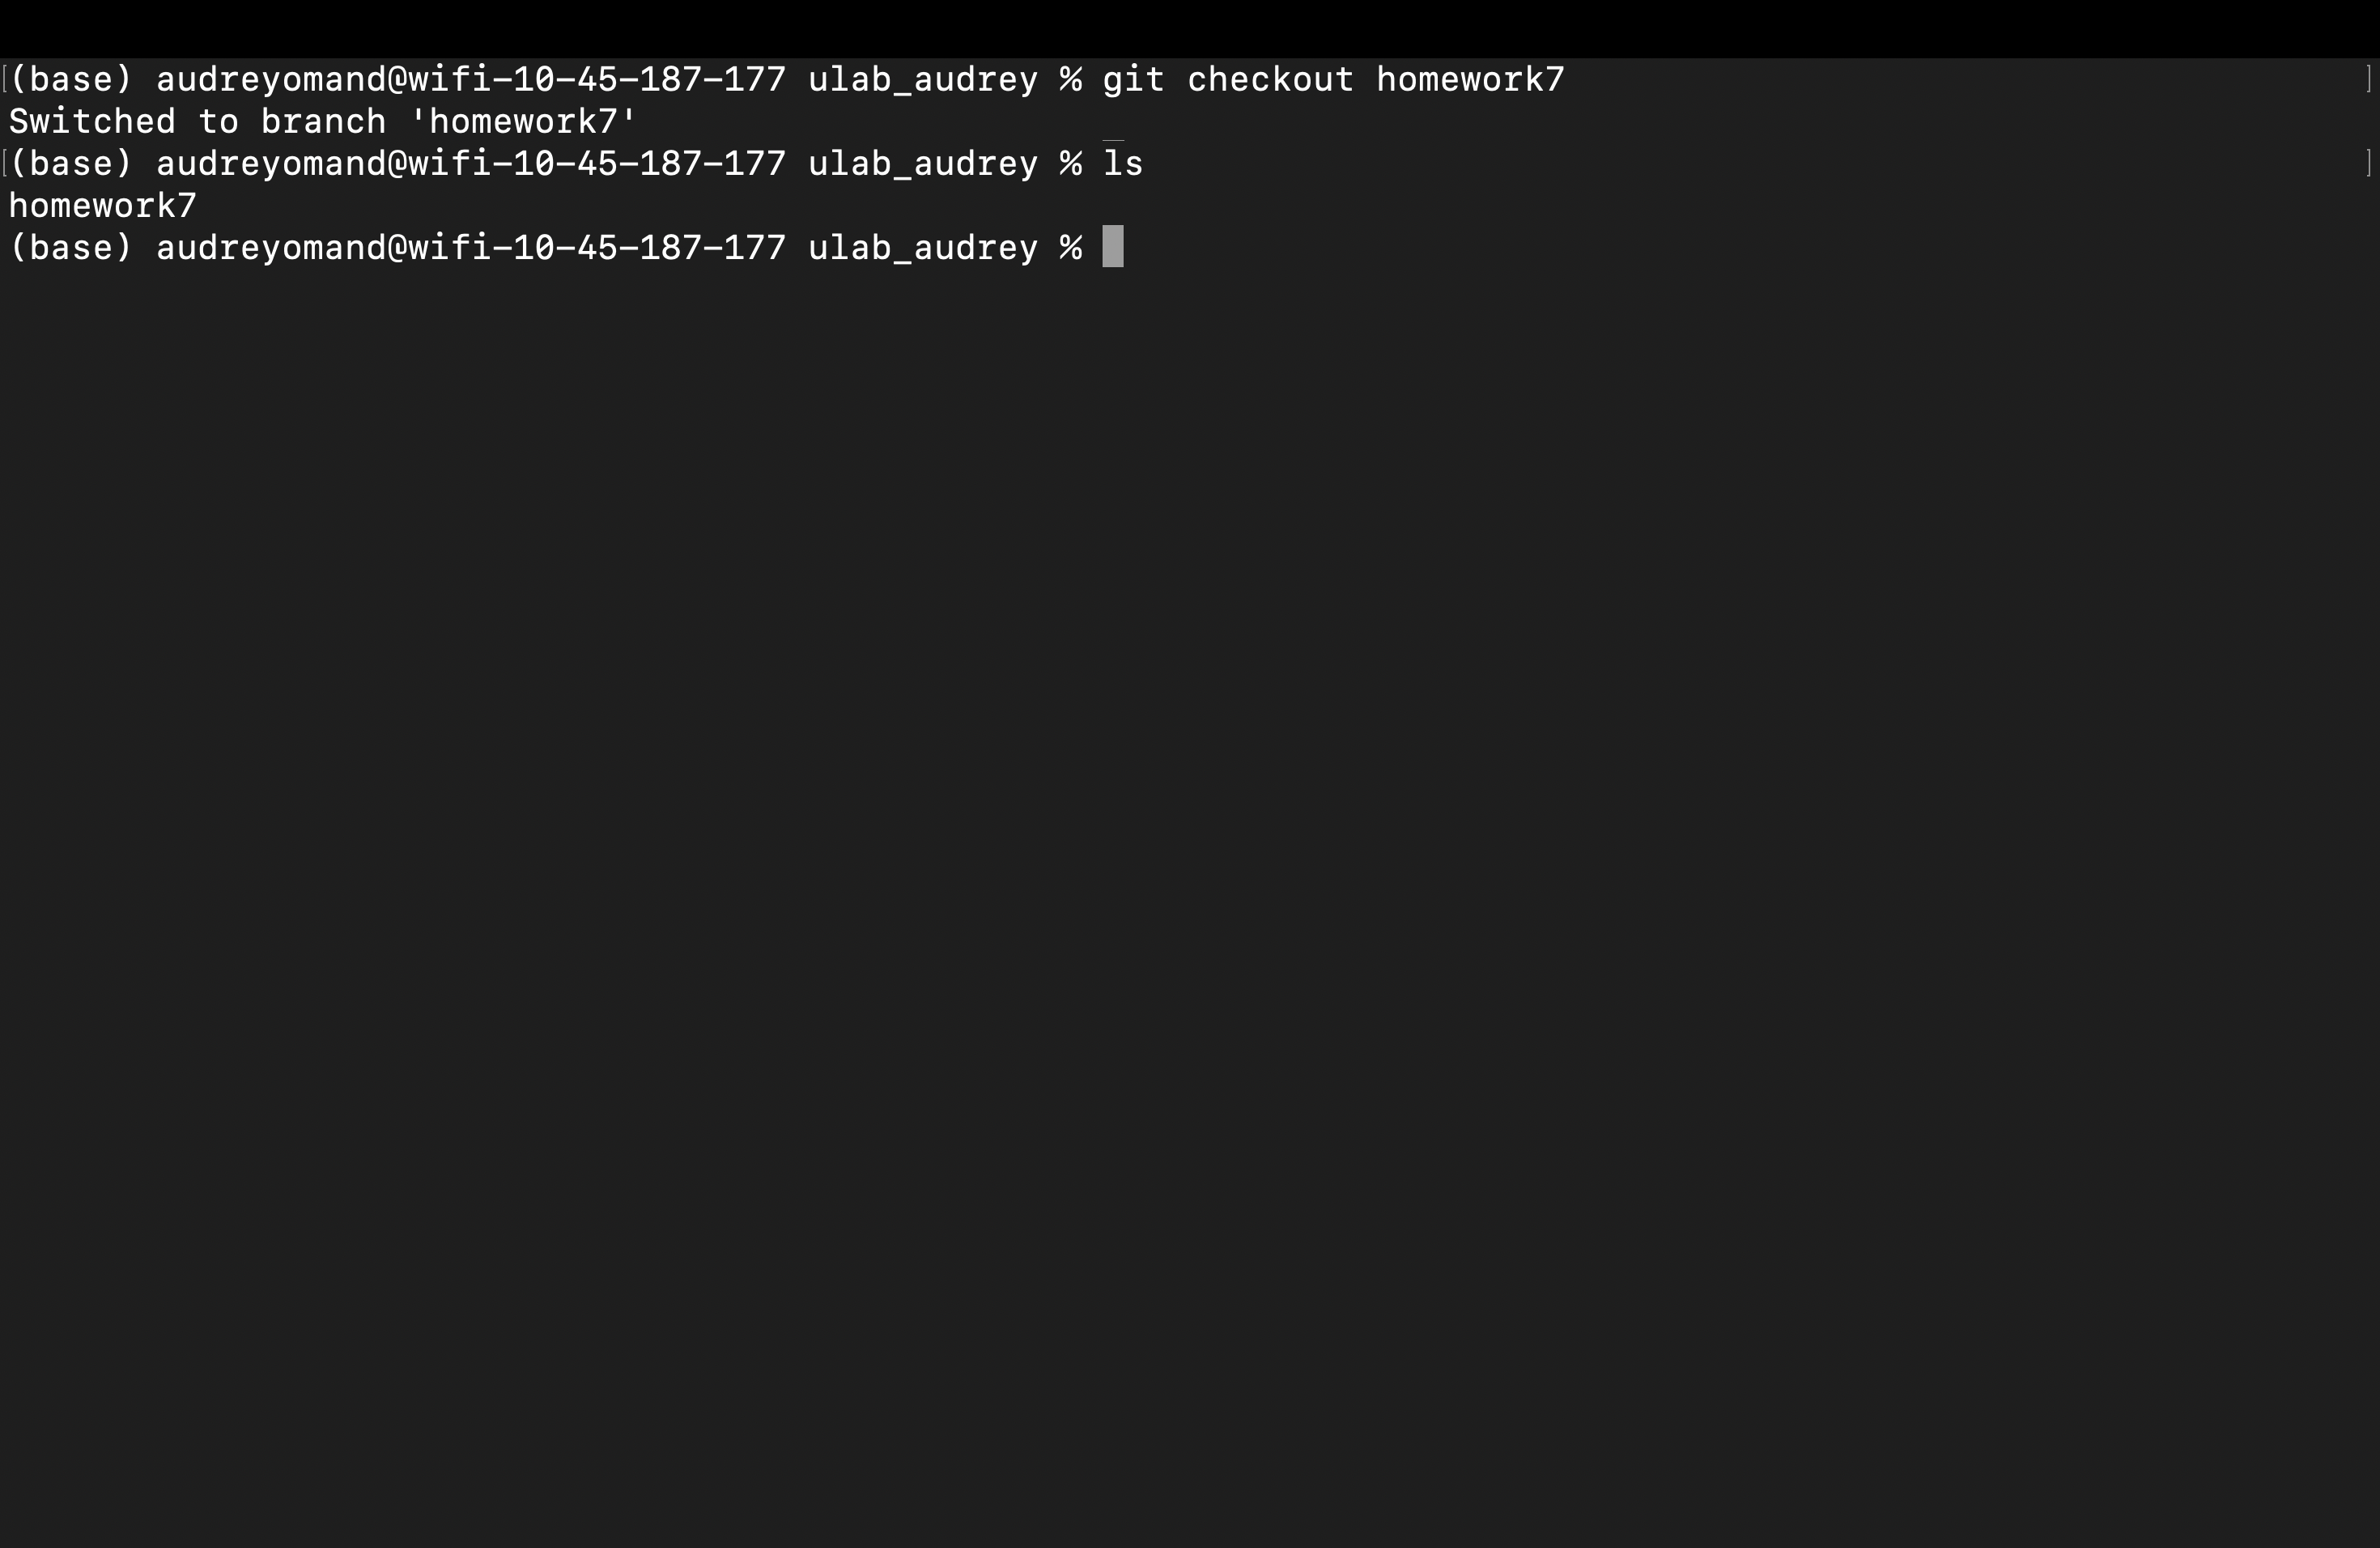 [(base) audreyomand@wifi-10-45-187-177 ulab_audrey % git checkout homework7 ]
Switched to branch 'homework7'
[(base) audreyomand@wifi-10-45-187-177 ulab_audrey % ls ]
homework7
(base) audreyomand@wifi-10-45-187-177 ulab_audrey %